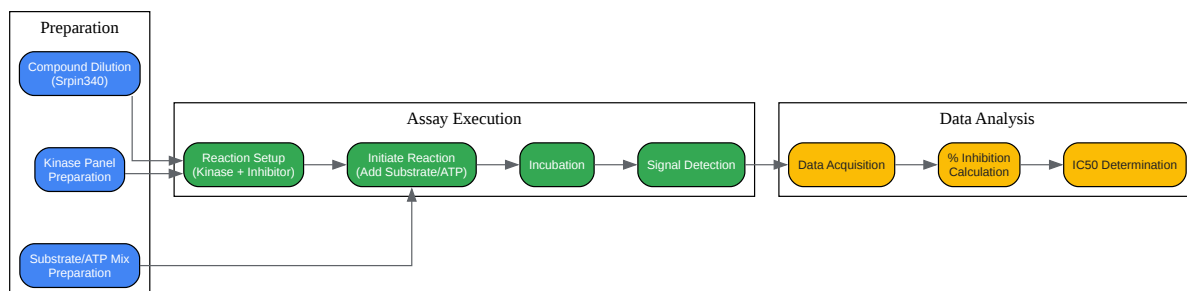 Preparation
Compound Dilution
(Srpin340)
Kinase Panel
Preparation
Substrate/ATP Mix
Preparation
Assay Execution
Reaction Setup
(Kinase + Inhibitor)
Initiate Reaction
(Add Substrate/ATP)
Incubation
Signal Detection
Data Analysis
Data Acquisition
% Inhibition
Calculation
IC50 Determination